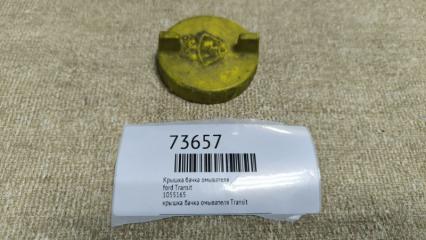 73657
Крышка бачка омывателя
ford Transit
1055165
крышка бачка омывателя Transit